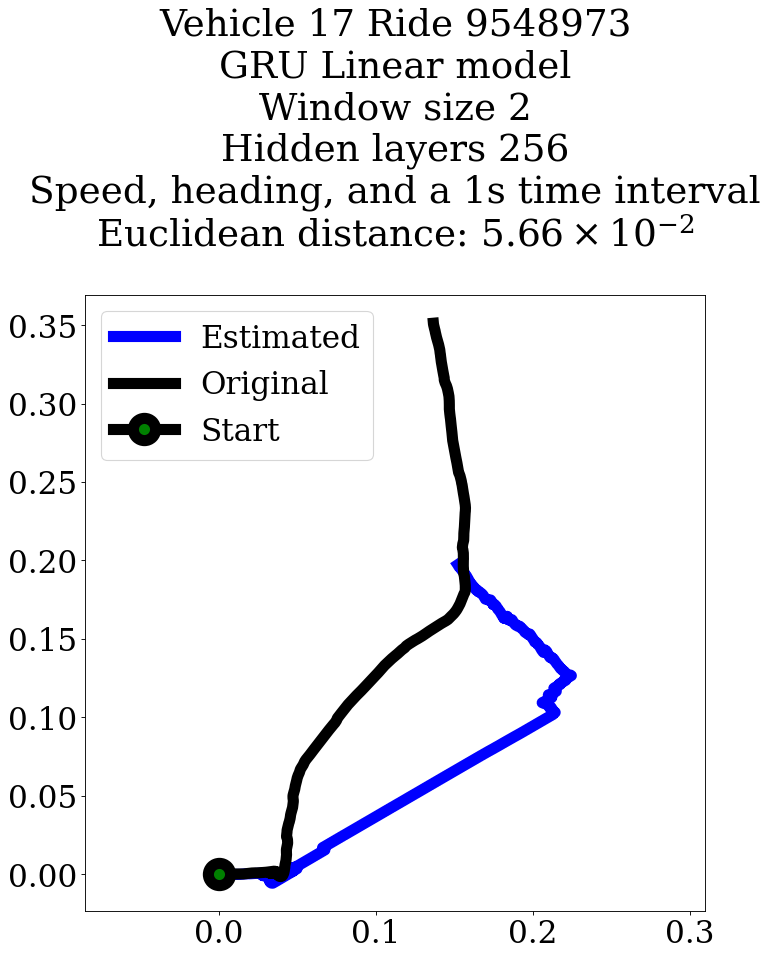 Vehicle 17 Ride 9548973
GRU Linear model
Window size 2
Hidden layers 256
Speed, heading, and a 1s time interval
Euclidean distance: 5.66 × 10⁻²
Estimated
Original
Start
0.35
0.30
0.25
0.20
0.15
0.10
0.05
0.00
0.0 0.1 0.2 0.3